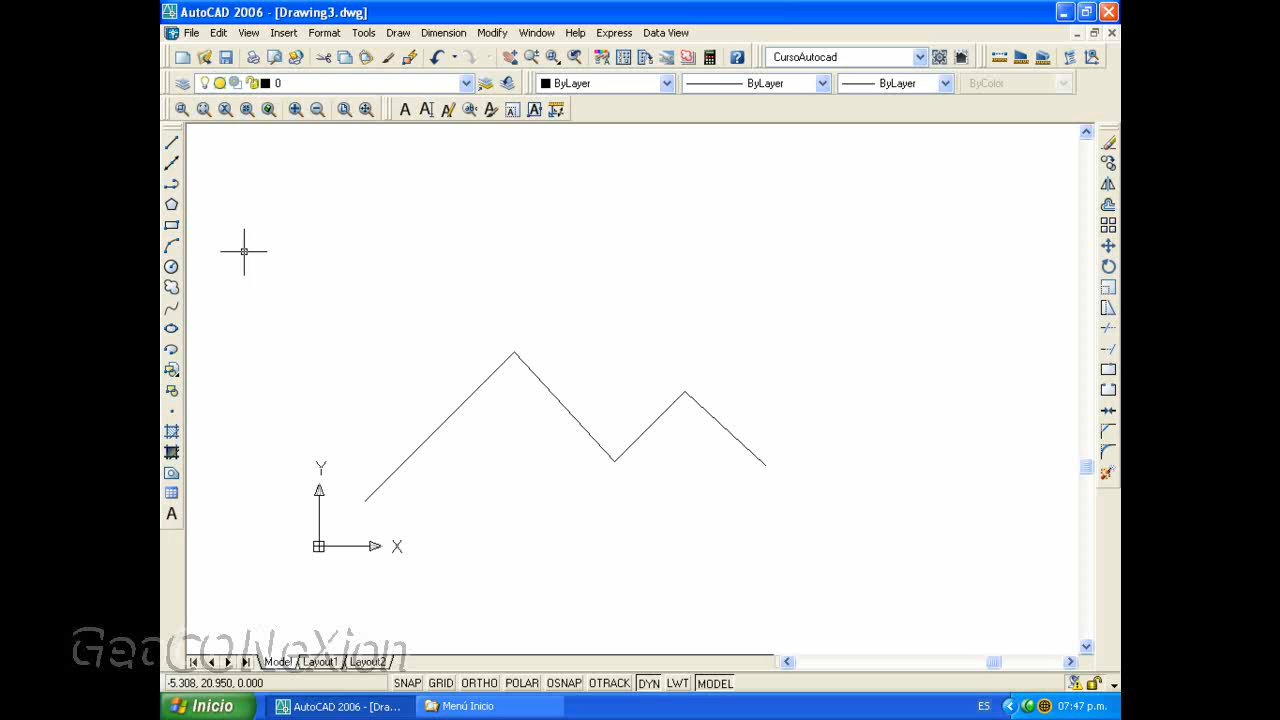 AutoCAD 2006 - [Drawing3.dwg]
File Edit View Insert Format Tools Draw Dimension Modify Window Help Express Data View
CursoAutocad
0 ByLayer ByLayer ByLayer ByColor
A A A A A
Y
X
A
GeoCONeXion
Model Layout1 Layout2
-5.308, 20.950, 0.000 SNAP GRID ORTHO POLAR OSNAP OTRACK DYN LWT MODEL
Inicio AutoCAD 2006 - [Dra... Menú Inicio ES 07:47 p.m.